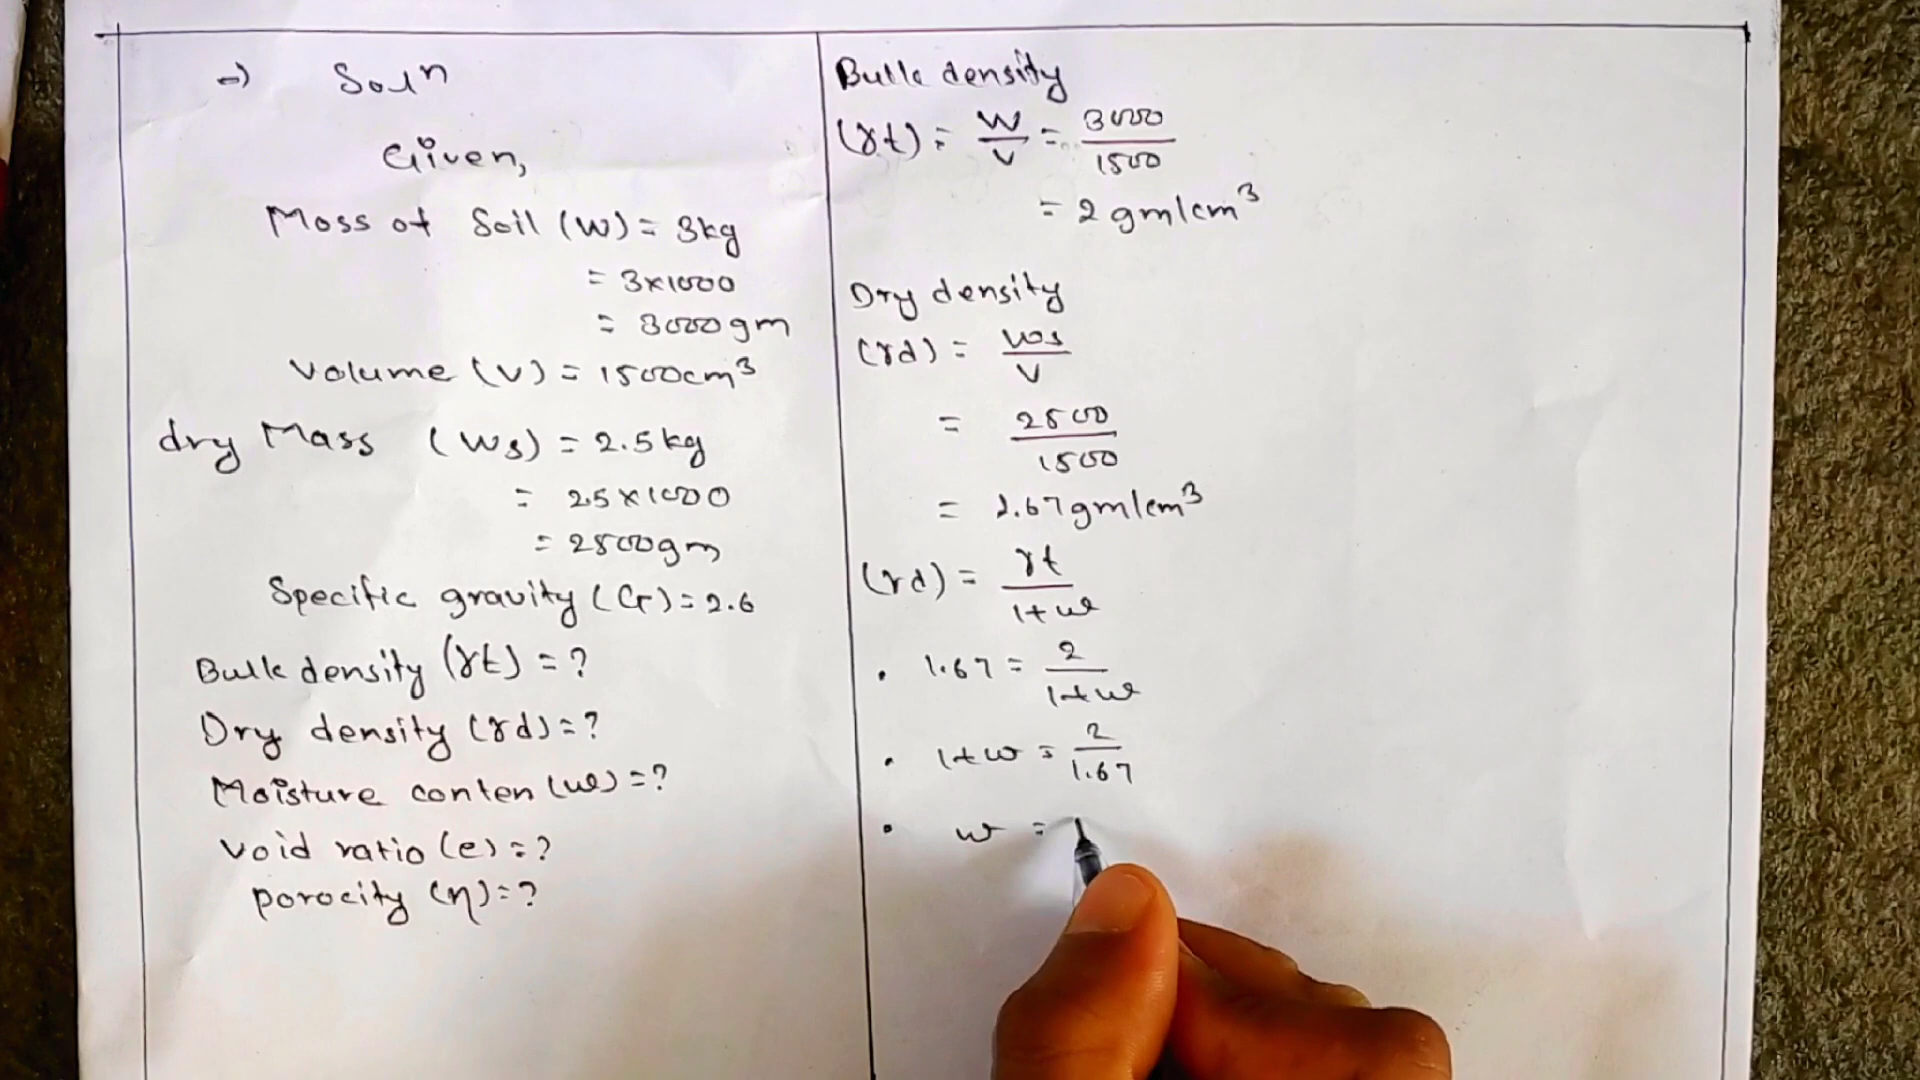 ⇒ Solⁿ
Given,
Mass of Soil (W) = 3kg
= 3×1000
= 3000gm
Volume (V) = 1500cm³
dry Mass (Ws) = 2.5kg
= 2.5×1000
= 2500gm
Specific gravity (G) = 2.6
Bulk density (γt) = ?
Dry density (γd) = ?
Moisture conten (w) = ?
Void ratio (e) = ?
porocity (η) = ?
Bulk density
(γt) = W/V = 3000/1500
= 2 gm/cm³
Dry density
(γd) = Ws/V
= 2500/1500
= 1.67gm/cm³
(γd) = γt/1+w
. 1.67 = 2/1+w
. 1+w = 2/1.67
. w =